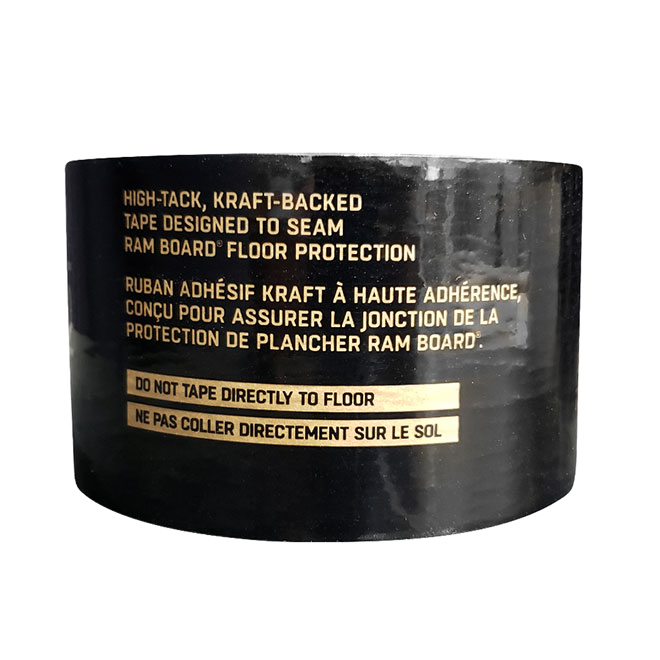 HIGH-TACK, KRAFT-BACKED
TAPE DESIGNED TO SEAM
RAM BOARD® FLOOR PROTECTION
RUBAN ADHÉSIF KRAFT À HAUTE ADHÉRENCE,
CONÇU POUR ASSURER LA JONCTION DE LA
PROTECTION DE PLANCHER RAM BOARD®.
DO NOT TAPE DIRECTLY TO FLOOR
NE PAS COLLER DIRECTEMENT SUR LE SOL